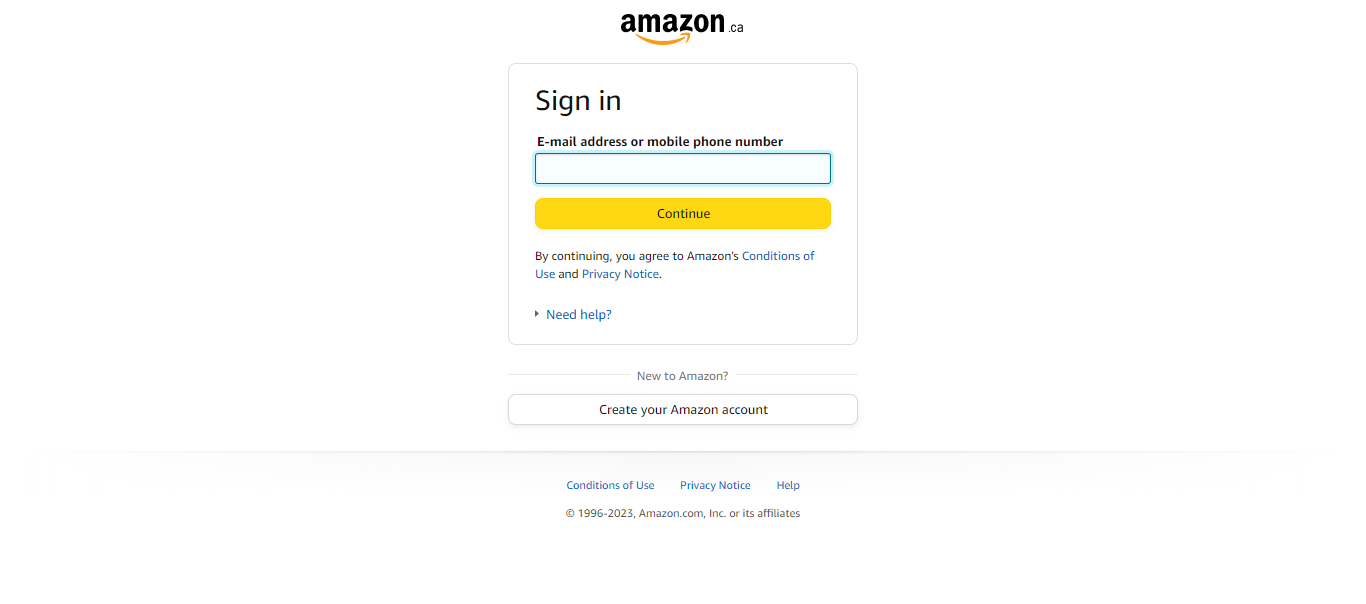 amazon.ca
Sign in
E-mail address or mobile phone number
Continue
By continuing, you agree to Amazon's Conditions of
Use and Privacy Notice.
Need help?
New to Amazon?
Create your Amazon account
Conditions of Use Privacy Notice Help
© 1996-2023, Amazon.com, Inc. or its affiliates